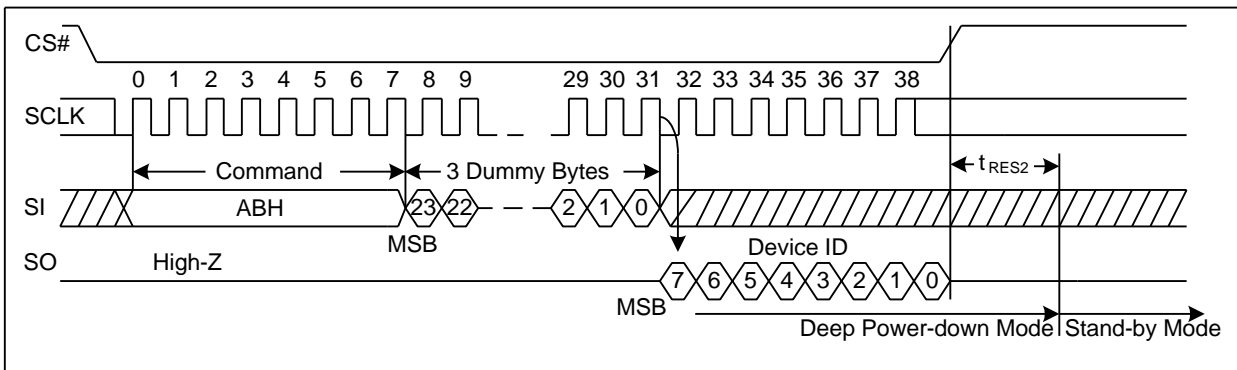 CS#
0 1 2 3 4 5 6 7 8 9 29 30 31 32 33 34 35 36 37 38
SCLK
Command 3 Dummy Bytes tRES2
SI ABH 23 22 2 1 0
MSB
Device ID
SO High-Z
7 6 5 4 3 2 1 0
MSB
Deep Power-down Mode Stand-by Mode